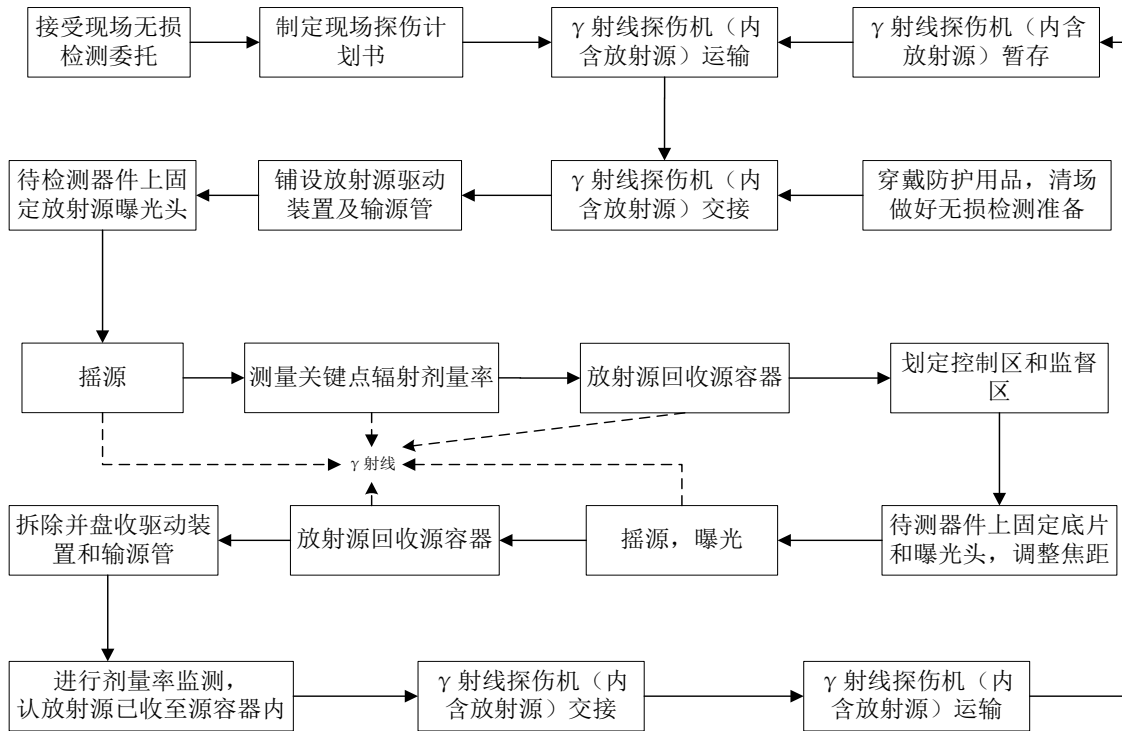 接受现场无损
检测委托
制定现场探伤计
划书
γ射线探伤机（内
含放射源）运输
γ射线探伤机（内含
放射源）暂存
待检测器件上固
定放射源曝光头
铺设放射源驱动
装置及输源管
γ射线探伤机（内
含放射源）交接
穿戴防护用品，清场
做好无损检测准备
摇源
测量关键点辐射剂量率
放射源回收源容器
划定控制区和监督
区
γ射线
拆除并盘收驱动装
置和输源管
放射源回收源容器
摇源，曝光
待测器件上固定底片
和曝光头，调整焦距
进行剂量率监测，
认放射源已收至源容器内
γ射线探伤机（内
含放射源）交接
γ射线探伤机（内
含放射源）运输